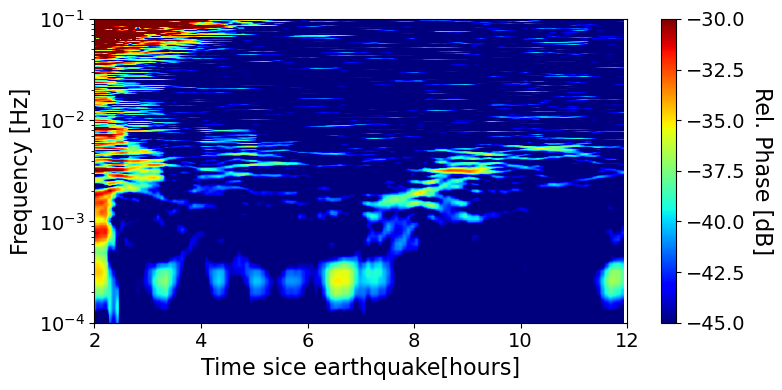 10⁻¹
10⁻²
10⁻³
10⁻⁴
Frequency [Hz]
2 4 6 8 10 12
Time sice earthquake[hours]
−30.0
−32.5
−35.0
−37.5
−40.0
−42.5
−45.0
Rel. Phase [dB]